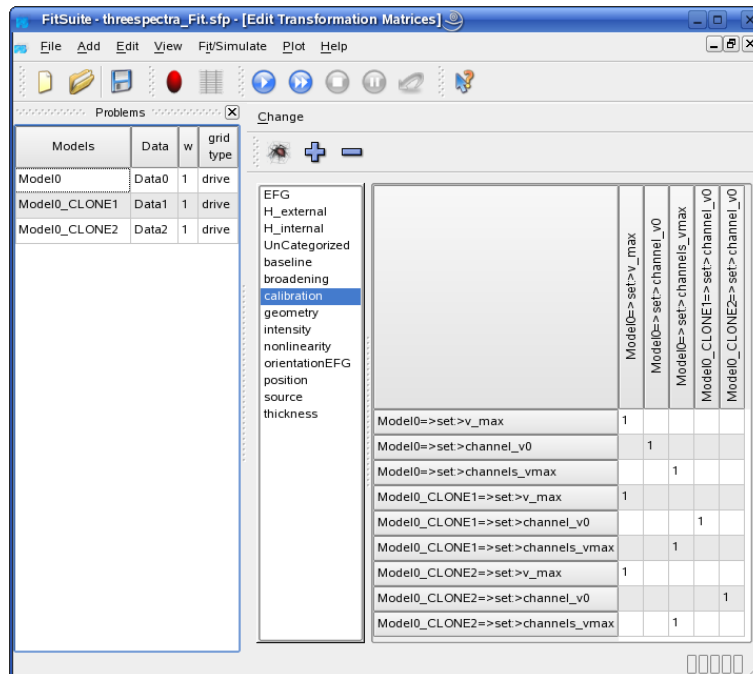 FitSuite - threespectra_Fit.sfp - [Edit Transformation Matrices]
File Add Edit View Fit/Simulate Plot Help
Problems
Models Data w grid type
Model0 Data0 1 drive
Model0_CLONE1 Data1 1 drive
Model0_CLONE2 Data2 1 drive
Change
EFG
H_external
H_internal
UnCategorized
baseline
broadening
calibration
geometry
intensity
nonlinearity
orientationEFG
position
source
thickness
Model0=>set:>v_max
Model0=>set:>channel_v0
Model0=>set:>channels_vmax
Model0_CLONE1=>set:>channel_v0
Model0_CLONE2=>set:>channel_v0
Model0=>set:>v_max 1
Model0=>set:>channel_v0 1
Model0=>set:>channels_vmax 1
Model0_CLONE1=>set:>v_max 1
Model0_CLONE1=>set:>channel_v0 1
Model0_CLONE1=>set:>channels_vmax 1
Model0_CLONE2=>set:>v_max 1
Model0_CLONE2=>set:>channel_v0 1
Model0_CLONE2=>set:>channels_vmax 1